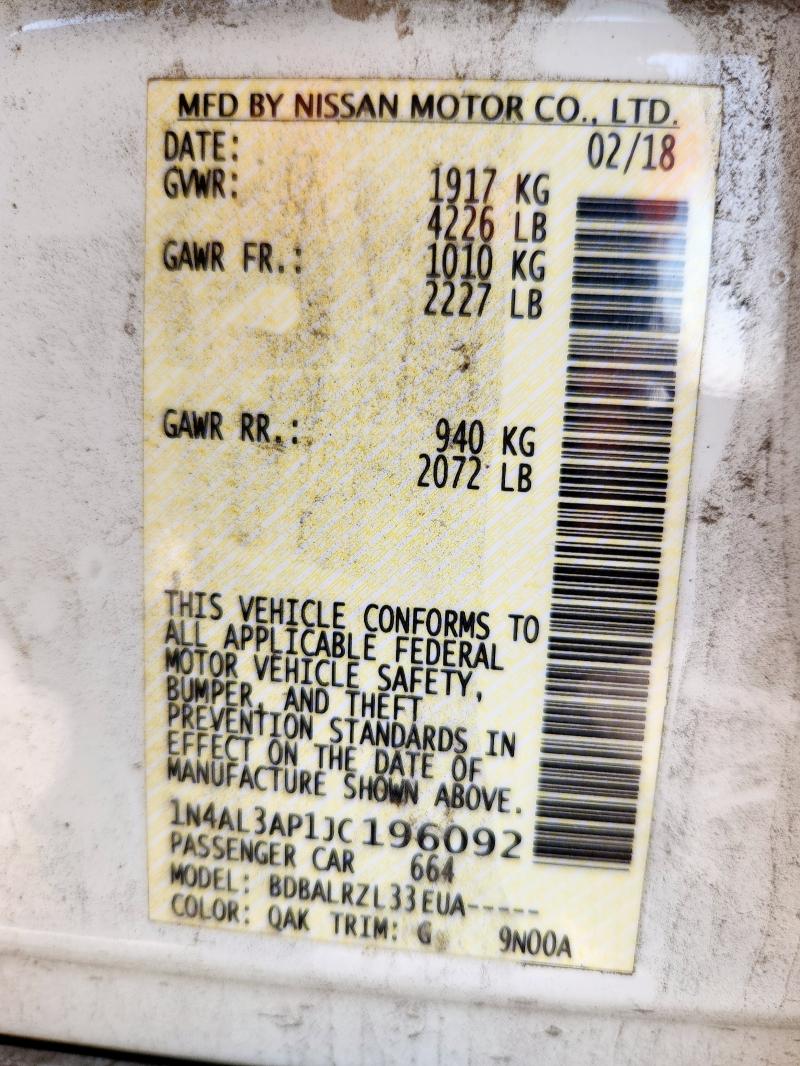 MFD BY NISSAN MOTOR CO., LTD.
DATE: 02/18
GVWR: 1917 KG
4226 LB
GAWR FR.: 1010 KG
2227 LB
GAWR RR.: 940 KG
2072 LB
THIS VEHICLE CONFORMS TO
ALL APPLICABLE FEDERAL
MOTOR VEHICLE SAFETY,
BUMPER, AND THEFT
PREVENTION STANDARDS IN
EFFECT ON THE DATE OF
MANUFACTURE SHOWN ABOVE.
1N4AL3AP1JC196092
PASSENGER CAR 664
MODEL: BDBALRZL33EUA-----
COLOR: QAK TRIM: G 9N00A